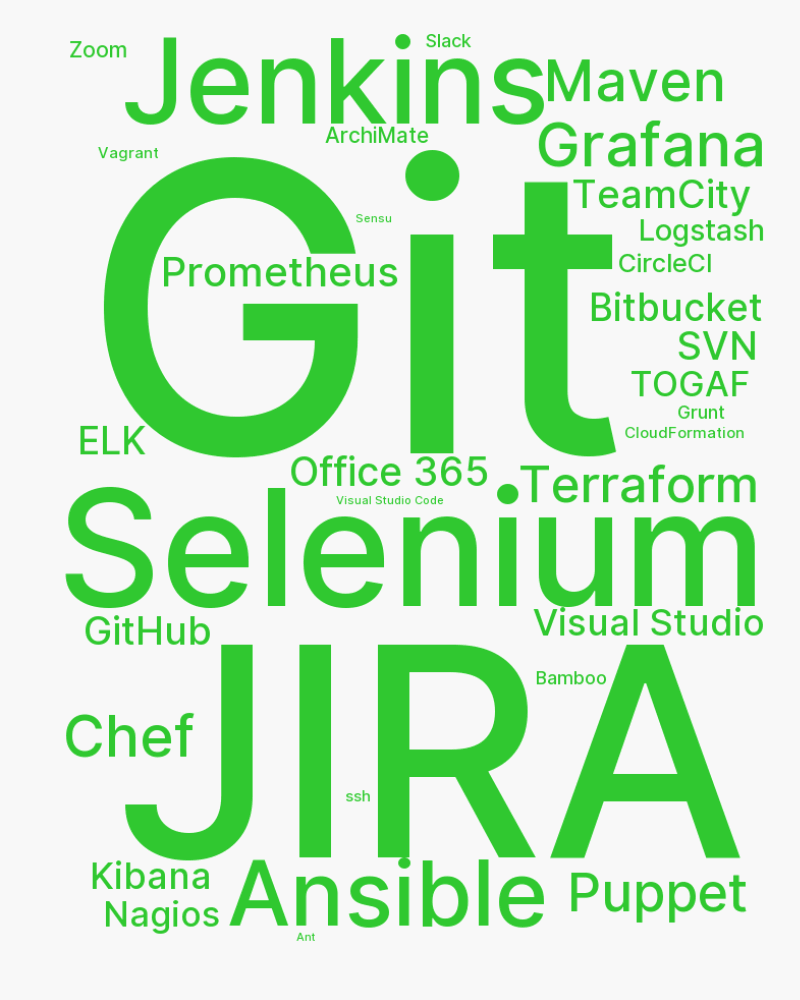 Zoom
Jenkins
Slack
Maven
ArchiMate
Grafana
Vagrant
Git
TeamCity
Sensu
Logstash
Prometheus
CircleCI
Bitbucket
SVN
TOGAF
Grunt
CloudFormation
ELK
Office 365
Terraform
Visual Studio Code
Selenium
GitHub
Visual Studio
JIRA
Bamboo
Chef
ssh
Kibana
Ansible
Puppet
Nagios
Ant